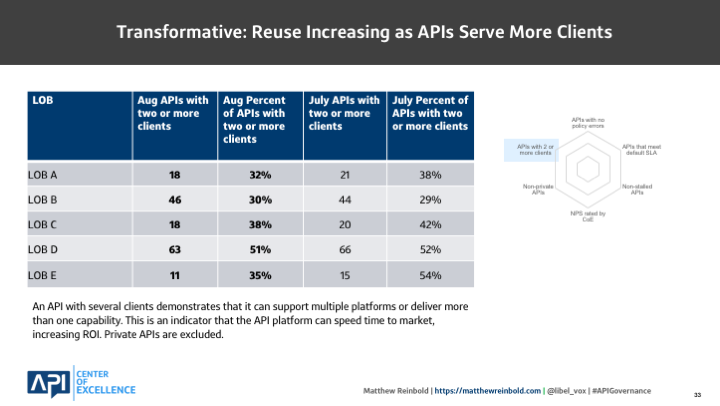 Transformative: Reuse Increasing as APIs Serve More Clients
LOB
Aug APIs with
two or more
clients
Aug Percent
of APIs with
two or more
clients
July APIs with
two or more
clients
July Percent of
APIs with two
or more clients
LOB A 18 32% 21 38%
LOB B 46 30% 44 29%
LOB C 18 38% 20 42%
LOB D 63 51% 66 52%
LOB E 11 35% 15 54%
An API with several clients demonstrates that it can support multiple platforms or deliver more
than one capability. This is an indicator that the API platform can speed time to market,
increasing ROI. Private APIs are excluded.
APIs with no
policy errors
APIs with 2 or
more clients
APIs that meet
default SLA
Non-private
APIs
Non-stalled
APIs
NPS rated by
CoE
API CENTER
OF
EXCELLENCE
Matthew Reinbold | https://matthewreinbold.com | @libel_vox | #APIGovernance
33